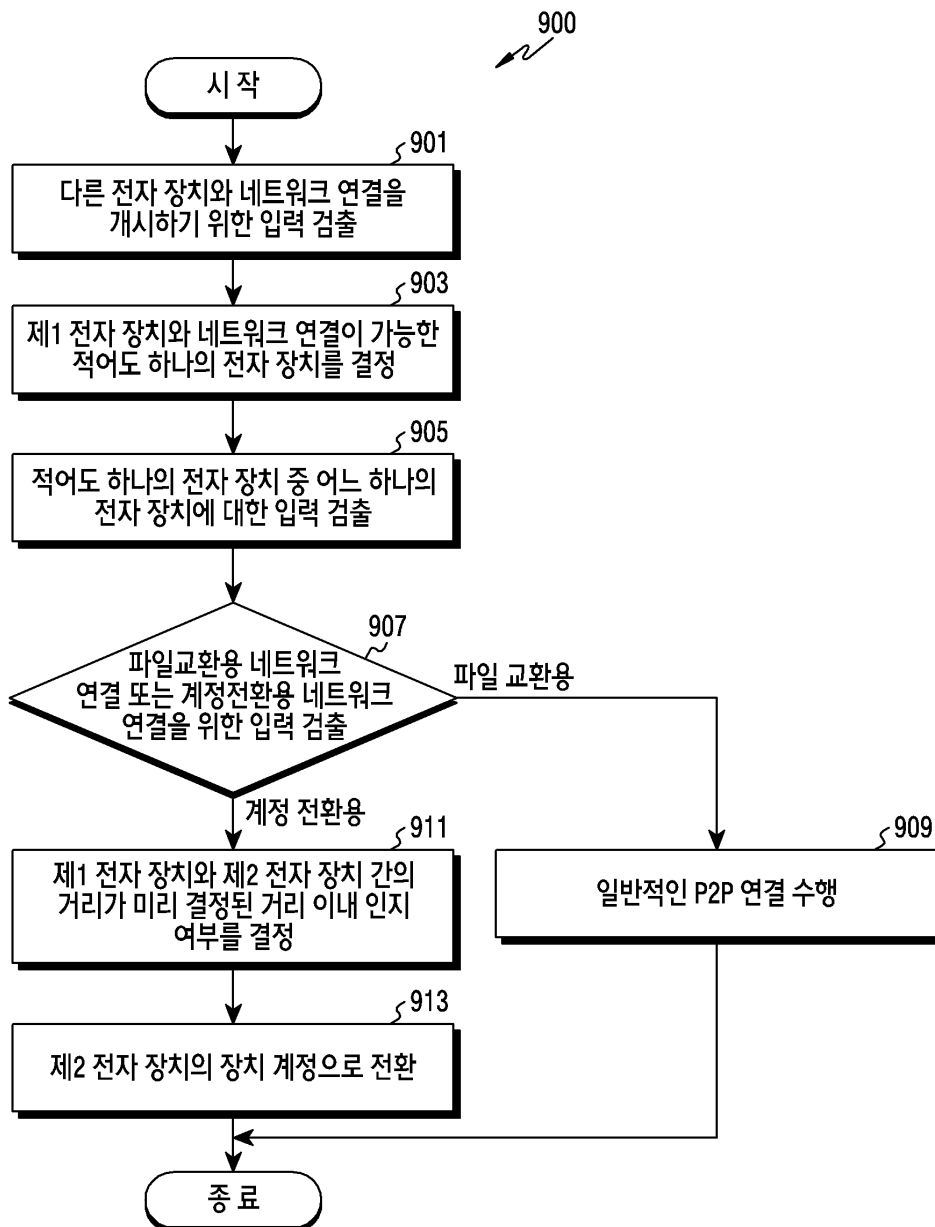 900
시 작
901
다른 전자 장치와 네트워크 연결을
개시하기 위한 입력 검출
903
제1 전자 장치와 네트워크 연결이 가능한
적어도 하나의 전자 장치를 결정
905
적어도 하나의 전자 장치 중 어느 하나의
전자 장치에 대한 입력 검출
907
파일교환용 네트워크
연결 또는 계정전환용 네트워크
연결을 위한 입력 검출
파일 교환용
계정 전환용
911
제1 전자 장치와 제2 전자 장치 간의
거리가 미리 결정된 거리 이내 인지
여부를 결정
909
일반적인 P2P 연결 수행
913
제2 전자 장치의 장치 계정으로 전환
종 료